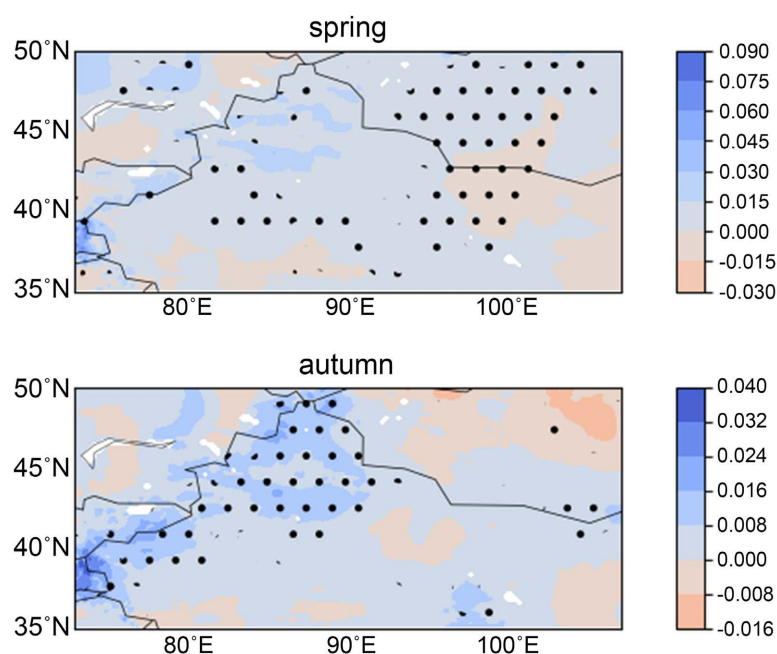 spring
50°N
45°N
40°N
35°N
80°E
90°E
100°E
0.090
0.075
0.060
0.045
0.030
0.015
0.000
-0.015
-0.030
autumn
50°N
45°N
40°N
35°N
80°E
90°E
100°E
0.040
0.032
0.024
0.016
0.008
0.000
-0.008
-0.016